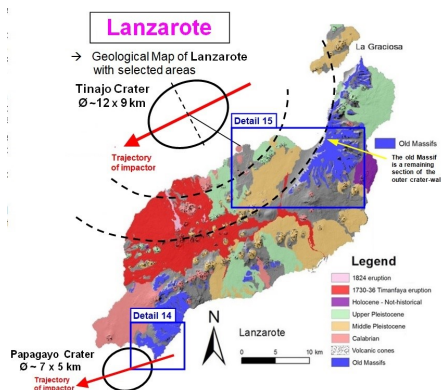 Lanzarote
→ Geological Map of Lanzarote
with selected areas
La Graciosa
Tinajo Crater
Ø ~12 x 9 km
Detail 15
Old Massifs
Trajectory
of impactor
The old Massif
is a remaining
section of the
outer crater-wall
Legend
1824 eruption
1730-36 Timanfaya eruption
Holocene - Not-historical
Upper Pleistocene
Middle Pleistocene
Calabrian
Volcanic cones
Old Massifs
Detail 14
N
Lanzarote
0 5 10 km
Papagayo Crater
Ø ~ 7 x 5 km
Trajectory
of impactor